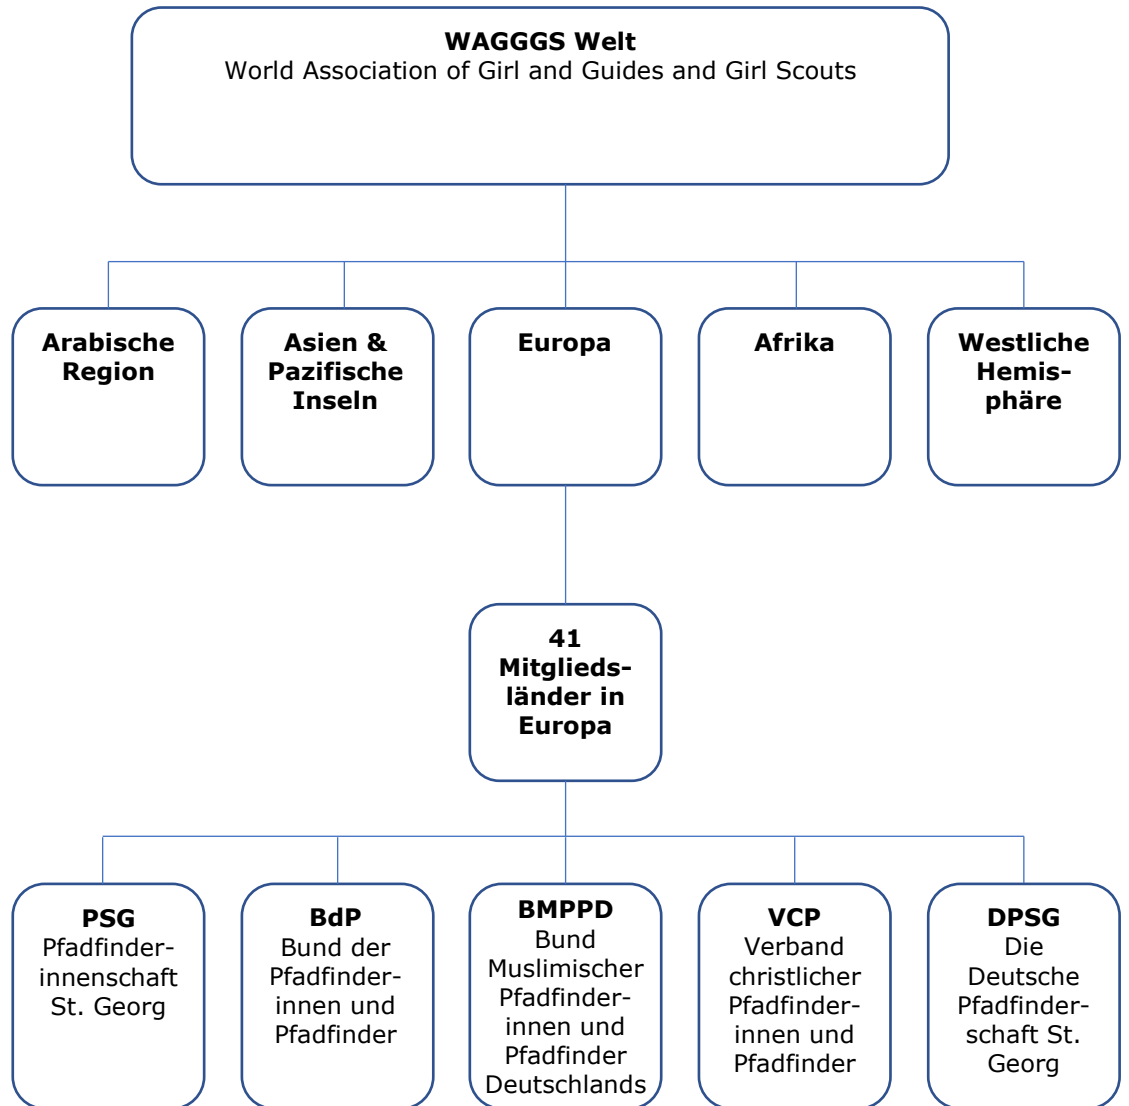 WAGGGS Welt
World Association of Girl and Guides and Girl Scouts
Arabische
Region
Asien &
Pazifische
Inseln
Europa
Afrika
Westliche
Hemis-
phäre
41
Mitglieds-
länder in
Europa
PSG
Pfadfinder-
innenschaft
St. Georg
BdP
Bund der
Pfadfinder-
innen und
Pfadfinder
BMPPD
Bund
Muslimischer
Pfadfinder-
innen und
Pfadfinder
Deutschlands
VCP
Verband
christlicher
Pfadfinder-
innen und
Pfadfinder
DPSG
Die
Deutsche
Pfadfinder-
schaft St.
Georg